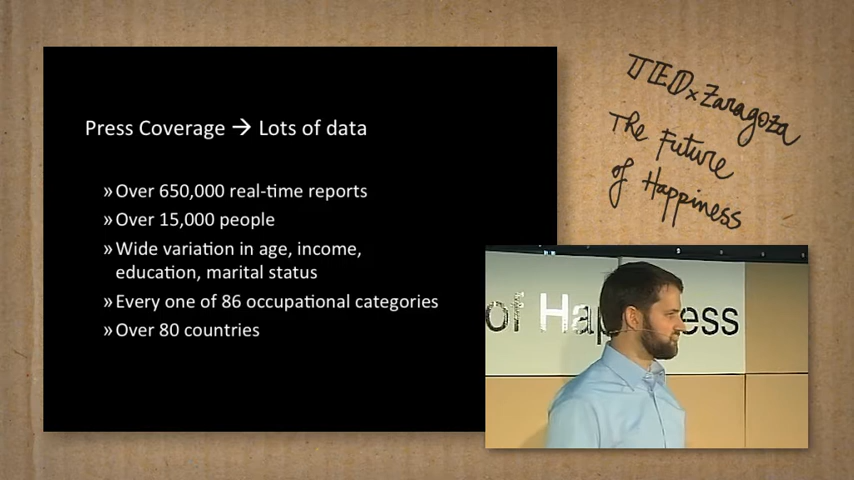 Press Coverage → Lots of data
» Over 650,000 real-time reports
» Over 15,000 people
» Wide variation in age, income,
education, marital status
» Every one of 86 occupational categories
» Over 80 countries
TEDxZaragoza
The Future
of Happiness
of Hap ess